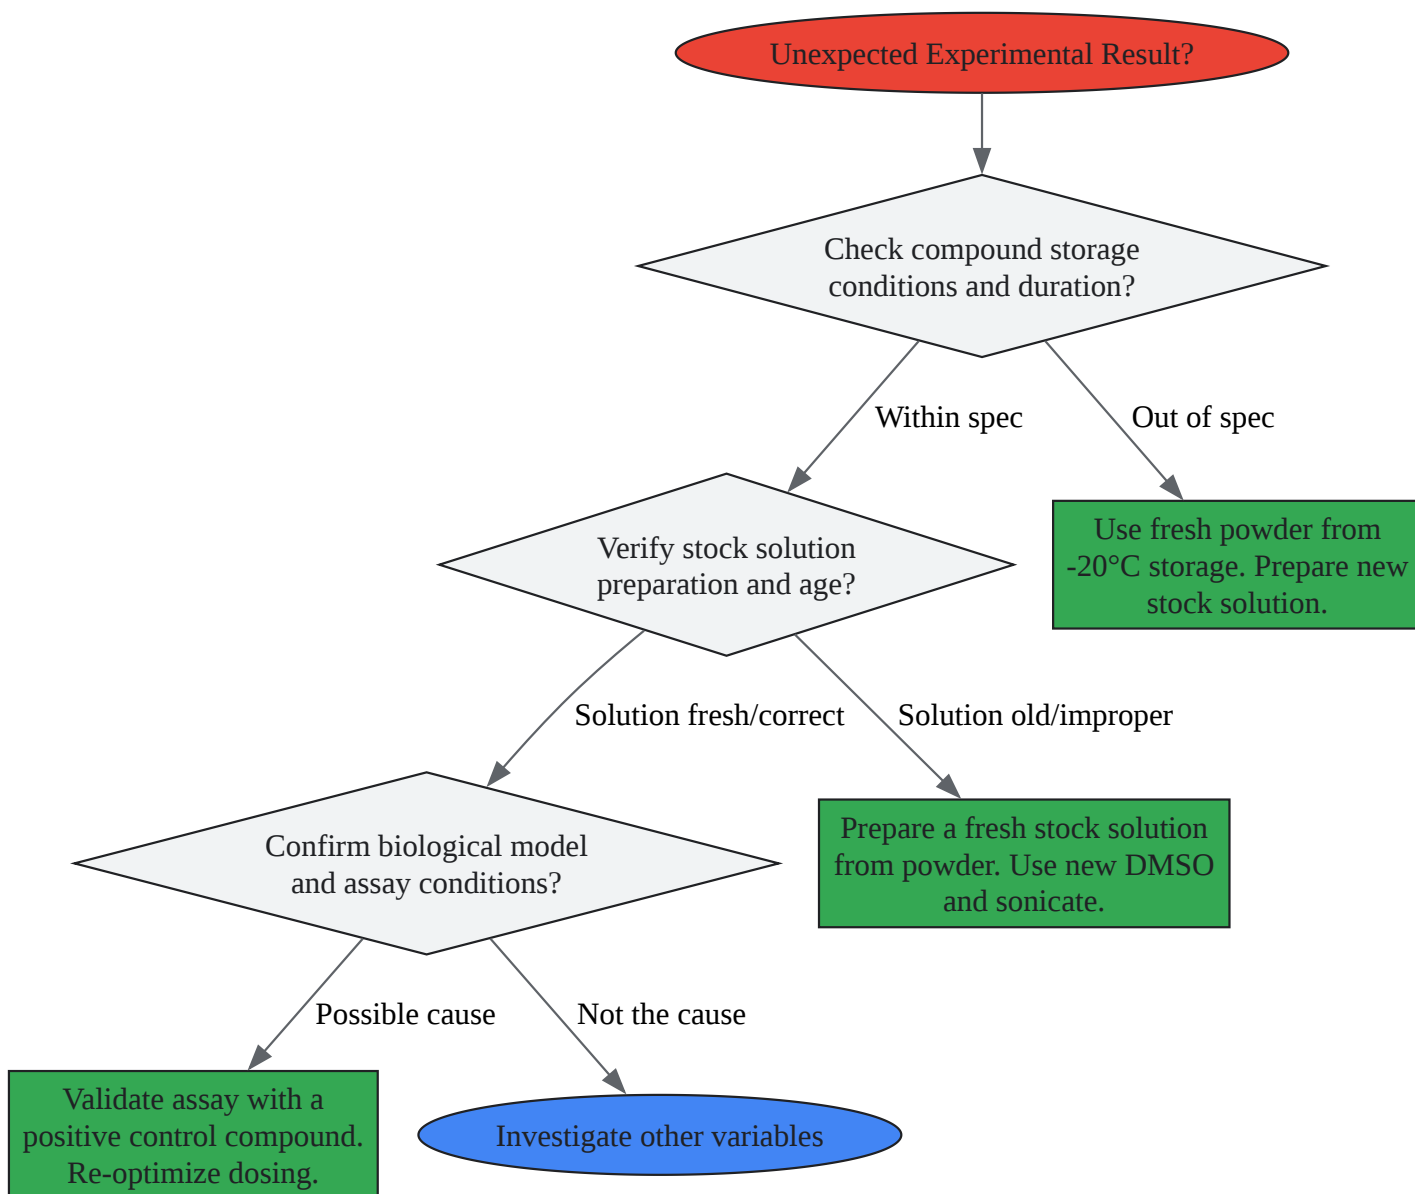 Unexpected Experimental Result?
Check compound storage
conditions and duration?
Within spec
Out of spec
Verify stock solution
preparation and age?
Use fresh powder from
-20°C storage. Prepare new
stock solution.
Solution fresh/correct
Solution old/improper
Confirm biological model
and assay conditions?
Prepare a fresh stock solution
from powder. Use new DMSO
and sonicate.
Possible cause
Not the cause
Validate assay with a
positive control compound.
Re-optimize dosing.
Investigate other variables